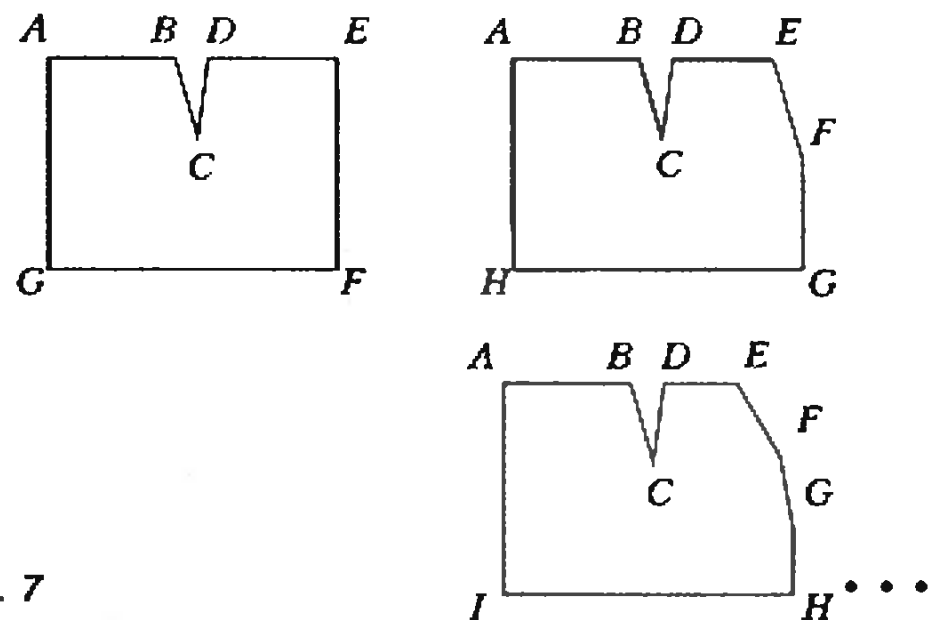 A B D E A B D E
F
C C
G F H G
A B D E
F
C G
. 7
I H . . .